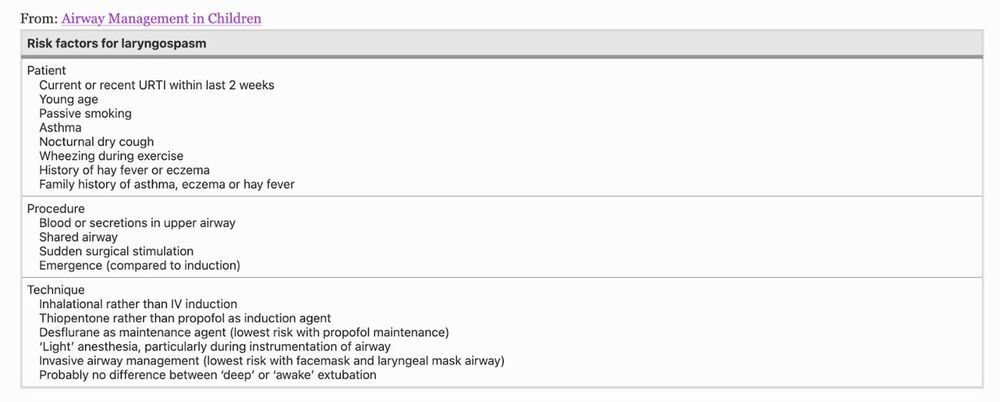 From: Airway Management in Children
Risk factors for laryngospasm
Patient
Current or recent URTI within last 2 weeks
Young age
Passive smoking
Asthma
Nocturnal dry cough
Wheezing during exercise
History of hay fever or eczema
Family history of asthma, eczema or hay fever
Procedure
Blood or secretions in upper airway
Shared airway
Sudden surgical stimulation
Emergence (compared to induction)
Technique
Inhalational rather than IV induction
Thiopentone rather than propofol as induction agent
Desflurane as maintenance agent (lowest risk with propofol maintenance)
‘Light’ anesthesia, particularly during instrumentation of airway
Invasive airway management (lowest risk with facemask and laryngeal mask airway)
Probably no difference between ‘deep’ or ‘awake’ extubation